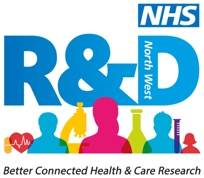 NHS
R&D
North West
Better Connected Health & Care Research